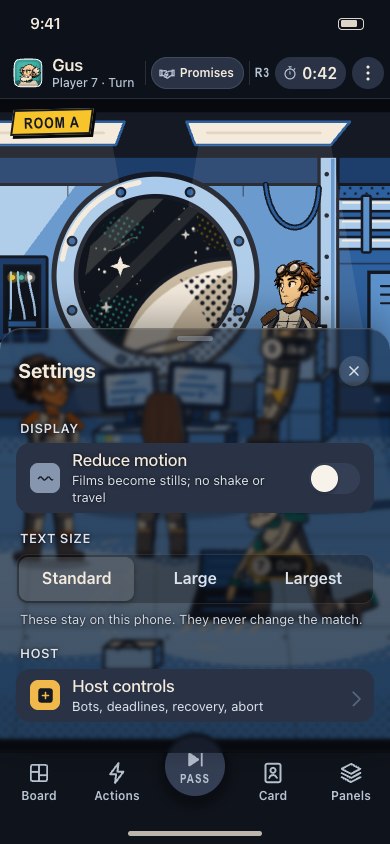 9:41
Gus
Player 7 · Turn
Promises
R3
0:42
ROOM A
Settings
DISPLAY
Reduce motion
Films become stills; no shake or
travel
TEXT SIZE
Standard
Large
Largest
These stay on this phone. They never change the match.
HOST
Host controls
Bots, deadlines, recovery, abort
Board
Actions
PASS
Card
Panels